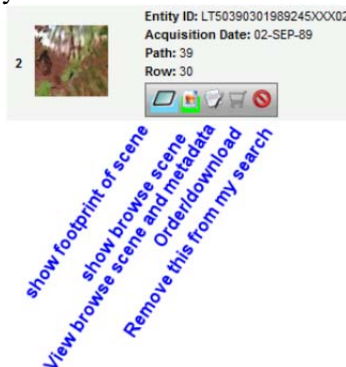 Entity ID: LT50390301989245XXX02
Acquisition Date: 02-SEP-89
Path: 39
2
Row: 30
show footprint of scene
show browse scene
View browse scene and metadata
Order/download
Remove this from my search